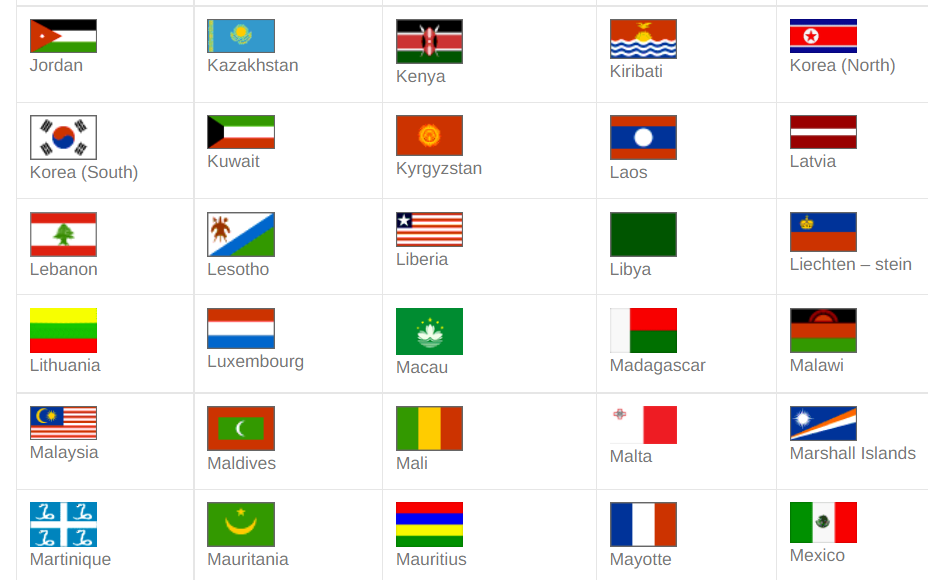 Jordan
Kazakhstan
Kenya
Kiribati
Korea (North)
Korea (South)
Kuwait
Kyrgyzstan
Laos
Latvia
Lebanon
Lesotho
Liberia
Libya
Liechten – stein
Lithuania
Luxembourg
Macau
Madagascar
Malawi
Malaysia
Maldives
Mali
Malta
Marshall Islands
Martinique
Mauritania
Mauritius
Mayotte
Mexico